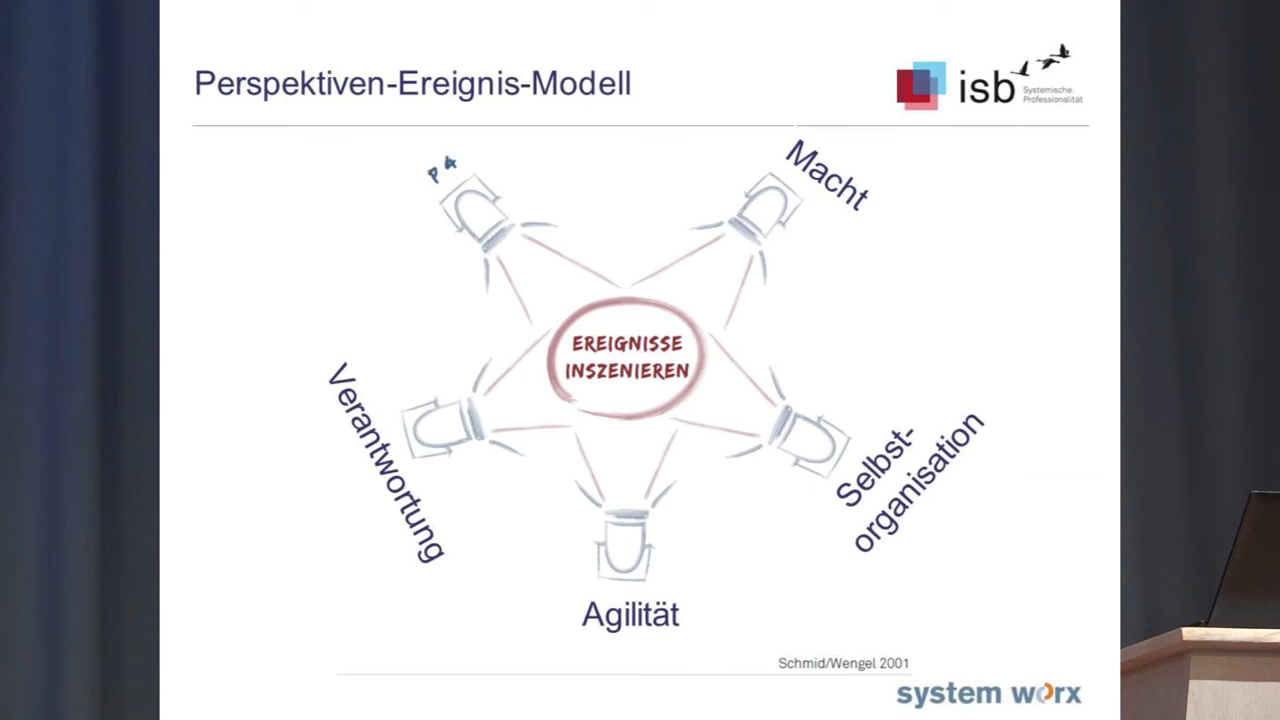 Perspektiven-Ereignis-Modell
isb
Systemische
Professionalität
Macht
EREIGNISSE
INSZENIEREN
Verantwortung
Selbst-
organisation
Agilität
Schmid/Wengel 2001
system worx